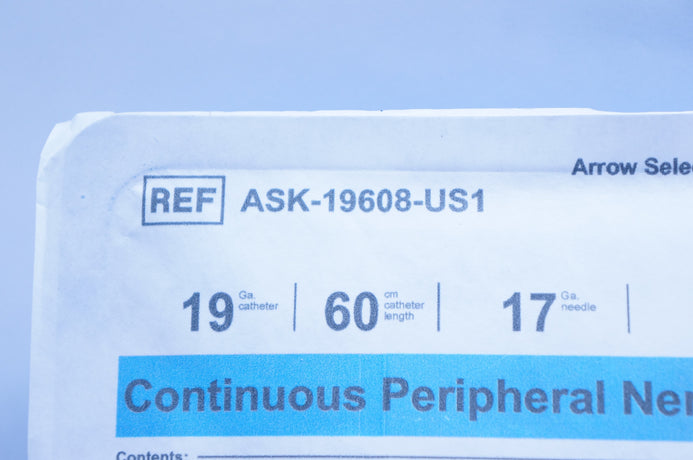 Arrow Sele
REF ASK-19608-US1
19 Ga. catheter 60 cm catheter length 17 Ga. needle
Continuous Peripheral Ner
Contents: